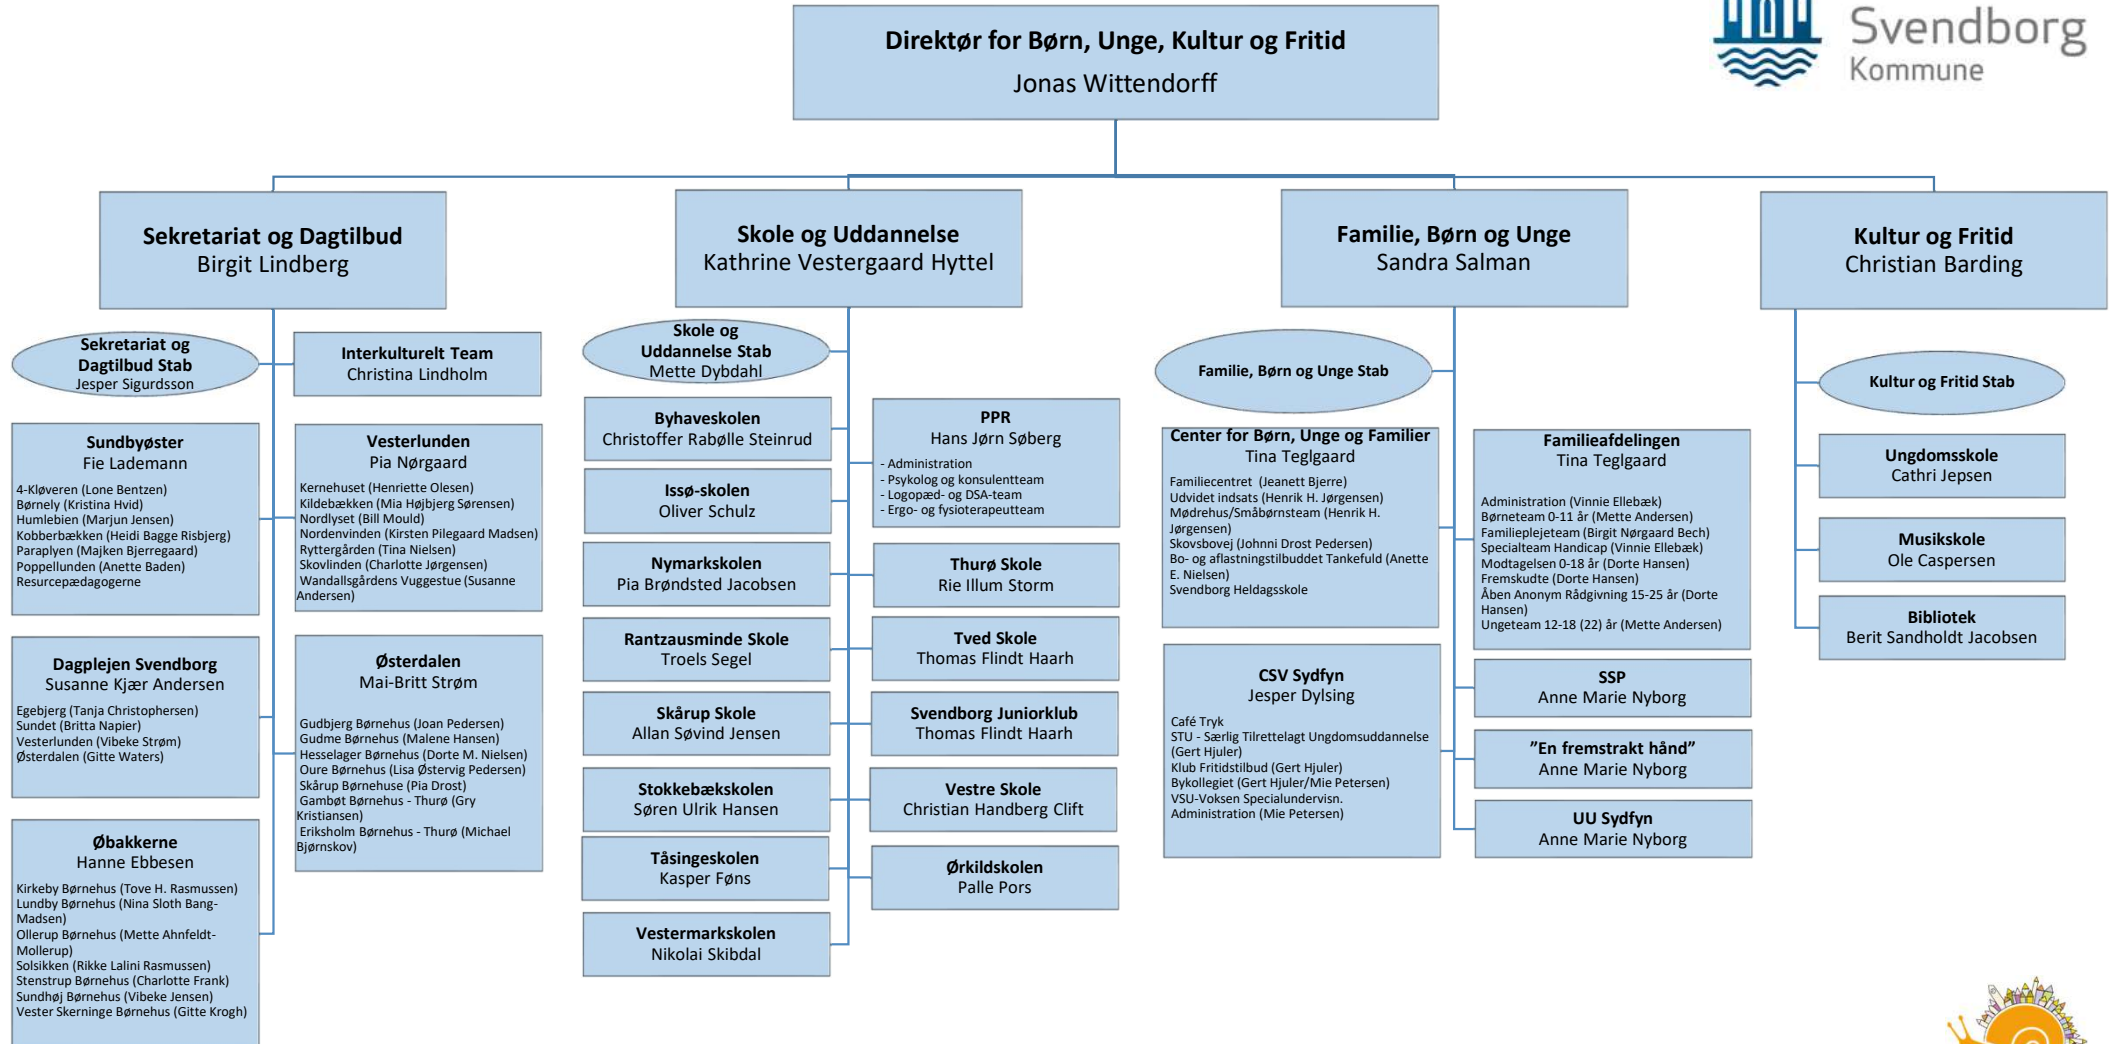 Svendborg
Kommune
Direktør for Børn, Unge, Kultur og Fritid
Jonas Wittendorff
Sekretariat og Dagtilbud
Birgit Lindberg
Sekretariat og
Dagtilbud Stab
Jesper Sigurdsson
Interkulturelt Team
Christina Lindholm
Sundbyøster
Fie Lademann
4-Kløveren (Lone Bentzen)
Børnely (Kristina Hvid)
Humlebien (Marjun Jensen)
Kobberbækken (Heidi Bagge Risbjerg)
Paraplyen (Majken Bjerregaard)
Poppellunden (Anette Baden)
Resurcepædagogerne
Vesterlunden
Pia Nørgaard
Kernehuset (Henriette Olesen)
Kildebækken (Mia Højbjerg Sørensen)
Nordlyset (Bill Mould)
Nordenvinden (Kirsten Pilegaard Madsen)
Ryttergården (Tina Nielsen)
Skovlinden (Charlotte Jørgensen)
Wandallsgårdens Vuggestue (Susanne
Andersen)
Dagplejen Svendborg
Susanne Kjær Andersen
Egebjerg (Tanja Christophersen)
Sundet (Britta Napier)
Vesterlunden (Vibeke Strøm)
Østerdalen (Gitte Waters)
Østerdalen
Mai-Britt Strøm
Gudbjerg Børnehus (Joan Pedersen)
Gudme Børnehus (Malene Hansen)
Hesselager Børnehus (Dorte M. Nielsen)
Oure Børnehus (Lisa Østervig Pedersen)
Skårup Børnehuse (Pia Drost)
Gambøt Børnehus - Thurø (Gry
Kristiansen)
Eriksholm Børnehus - Thurø (Michael
Bjørnskov)
Øbakkerne
Hanne Ebbesen
Kirkeby Børnehus (Tove H. Rasmussen)
Lundby Børnehus (Nina Sloth Bang-
Madsen)
Ollerup Børnehus (Mette Ahnfeldt-
Mollerup)
Solsikken (Rikke Lalini Rasmussen)
Stenstrup Børnehus (Charlotte Frank)
Sundhøj Børnehus (Vibeke Jensen)
Vester Skerninge Børnehus (Gitte Krogh)
Skole og Uddannelse
Kathrine Vestergaard Hyttel
Skole og
Uddannelse Stab
Mette Dybdahl
Byhaveskolen
Christoffer Rabølle Steinrud
PPR
Hans Jørn Søberg
- Administration
- Psykolog og konsulentteam
- Logopæd- og DSA-team
- Ergo- og fysioterapeutteam
Issø-skolen
Oliver Schulz
Nymarkskolen
Pia Brøndsted Jacobsen
Thurø Skole
Rie Illum Storm
Rantzausminde Skole
Troels Segel
Tved Skole
Thomas Flindt Haarh
Skårup Skole
Allan Søvind Jensen
Svendborg Juniorklub
Thomas Flindt Haarh
Stokkebækskolen
Søren Ulrik Hansen
Vestre Skole
Christian Handberg Clift
Tåsingeskolen
Kasper Føns
Ørkildskolen
Palle Pors
Vestermarkskolen
Nikolai Skibdal
Familie, Børn og Unge
Sandra Salman
Familie, Børn og Unge Stab
Center for Børn, Unge og Familier
Tina Teglgaard
Familiecentret (Jeanett Bjerre)
Udvidet indsats (Henrik H. Jørgensen)
Mødrehus/Småbørnsteam (Henrik H.
Jørgensen)
Skovsbovej (Johnni Drost Pedersen)
Bo- og aflastningstilbuddet Tankefuld (Anette
E. Nielsen)
Svendborg Heldagsskole
Familieafdelingen
Tina Teglgaard
Administration (Vinnie Ellebæk)
Børneteam 0-11 år (Mette Andersen)
Familieplejeteam (Birgit Nørgaard Bech)
Specialteam Handicap (Vinnie Ellebæk)
Modtagelsen 0-18 år (Dorte Hansen)
Fremskudte (Dorte Hansen)
Åben Anonym Rådgivning 15-25 år (Dorte
Hansen)
Ungeteam 12-18 (22) år (Mette Andersen)
CSV Sydfyn
Jesper Dylsing
Café Tryk
STU - Særlig Tilrettelagt Ungdomsuddannelse
(Gert Hjuler)
Klub Fritidstilbud (Gert Hjuler)
Bykollegiet (Gert Hjuler/Mie Petersen)
VSU-Voksen Specialundervisn.
Administration (Mie Petersen)
SSP
Anne Marie Nyborg
”En fremstrakt hånd”
Anne Marie Nyborg
UU Sydfyn
Anne Marie Nyborg
Kultur og Fritid
Christian Barding
Kultur og Fritid Stab
Ungdomsskole
Cathri Jepsen
Musikskole
Ole Caspersen
Bibliotek
Berit Sandholdt Jacobsen